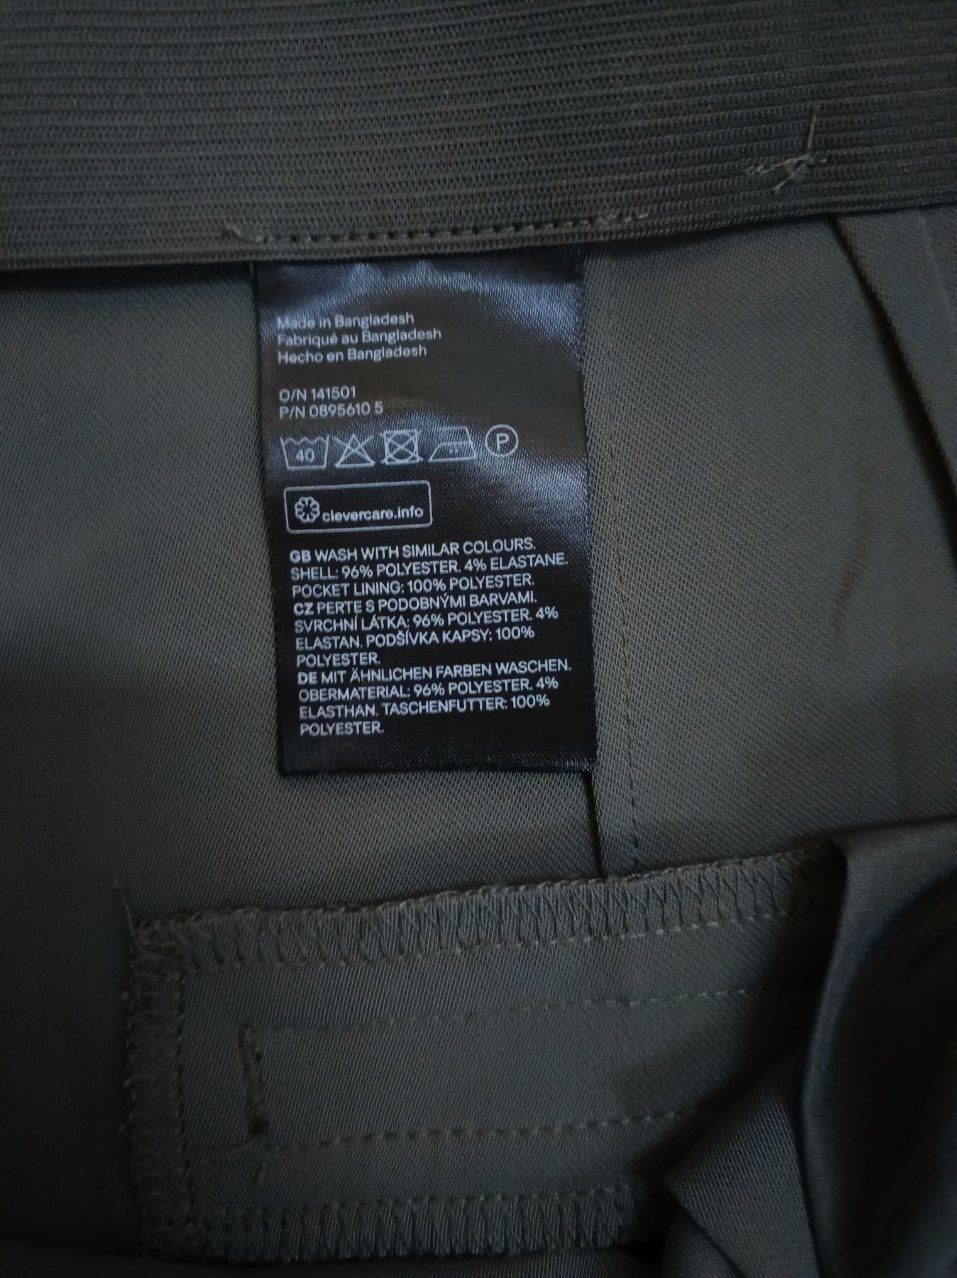 Made in Bangladesh
Fabriqué au Bangladesh
Hecho en Bangladesh
O/N 141501
P/N 0895610 5
40 P
clevercare.info
GB WASH WITH SIMILAR COLOURS.
SHELL: 96% POLYESTER. 4% ELASTANE.
POCKET LINING: 100% POLYESTER.
CZ PERTE S PODOBNÝMI BARVAMI.
SVRCHNÍ LÁTKA: 96% POLYESTER. 4%
ELASTAN. PODŠÍVKA KAPSY: 100%
POLYESTER.
DE MIT ÄHNLICHEN FARBEN WASCHEN.
OBERMATERIAL: 96% POLYESTER. 4%
ELASTHAN. TASCHENFUTTER: 100%
POLYESTER.